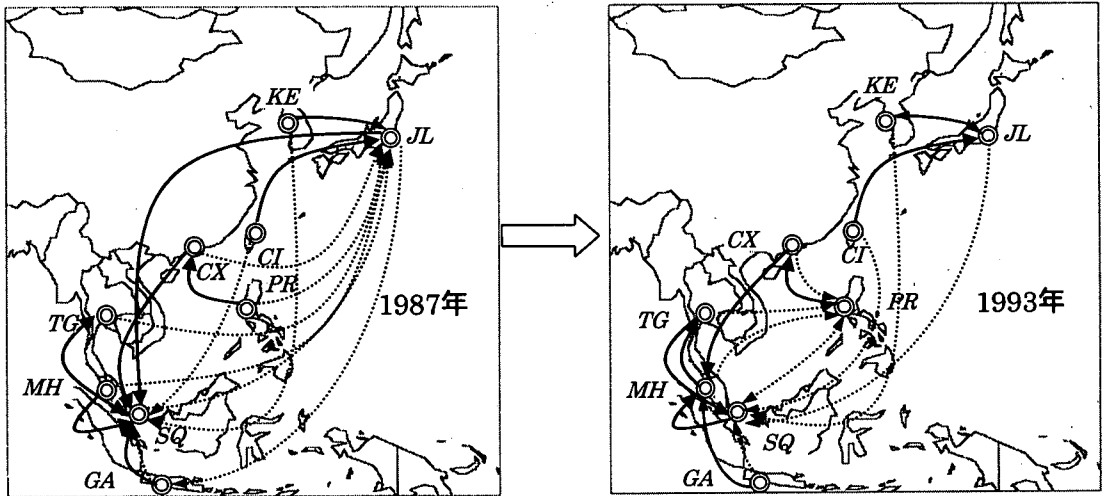 KE
JL
CX
CI
PR
1987年
TG
MH
SQ
GA
KE
JL
CX
CI
PR
1993年
TG
MH
SQ
GA